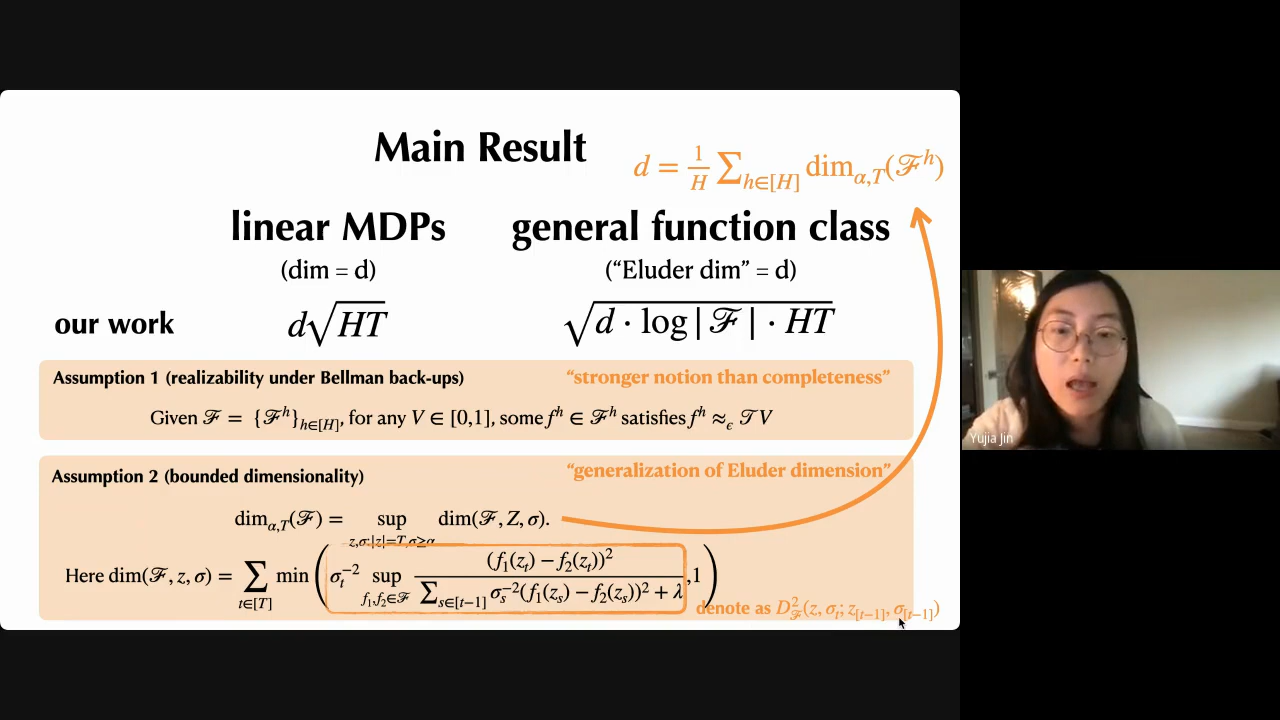 Main Result
d = 1/H ∑_{h∈[H]} dim_{α,T}(ℱ^h)
linear MDPs general function class
(dim = d) (“Eluder dim” = d)
our work d√HT √d · log|ℱ| · HT
Assumption 1 (realizability under Bellman back-ups) “stronger notion than completeness”
Given ℱ = {ℱ^h}_{h∈[H]}, for any V ∈ [0,1], some f^h ∈ ℱ^h satisfies f^h ≈_ϵ 𝒯V
Assumption 2 (bounded dimensionality) “generalization of Eluder dimension”
dim_{α,T}(ℱ) = sup_{z,σ:|z|=T,σ≥α} dim(ℱ, Z, σ).
Here dim(ℱ, z, σ) = ∑_{t∈[T]} min ( σ_t^{-2} sup_{f_1,f_2∈ℱ} (f_1(z_t) − f_2(z_t))^2 / ∑_{s∈[t−1]} σ_s^{-2}(f_1(z_s) − f_2(z_s))^2 + λ ,1 )
denote as D_ℱ^2(z, σ_t; z_{[t−1]}, σ_{[t−1]})
Yujia Jin